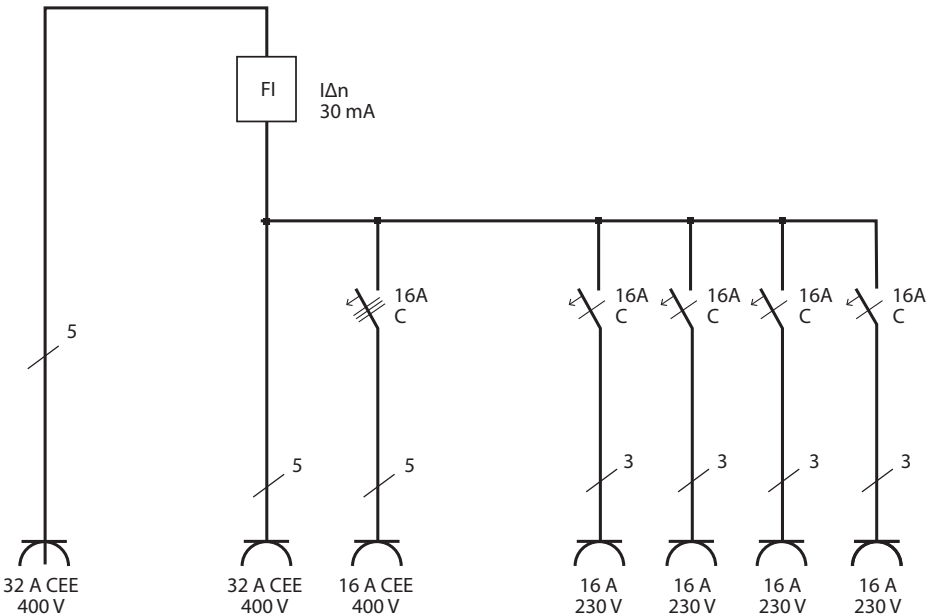 FI
IΔn
30 mA
16A
C
16A
C
16A
C
16A
C
16A
C
5
5
5
3
3
3
3
32 A CEE
400 V
32 A CEE
400 V
16 A CEE
400 V
16 A
230 V
16 A
230 V
16 A
230 V
16 A
230 V